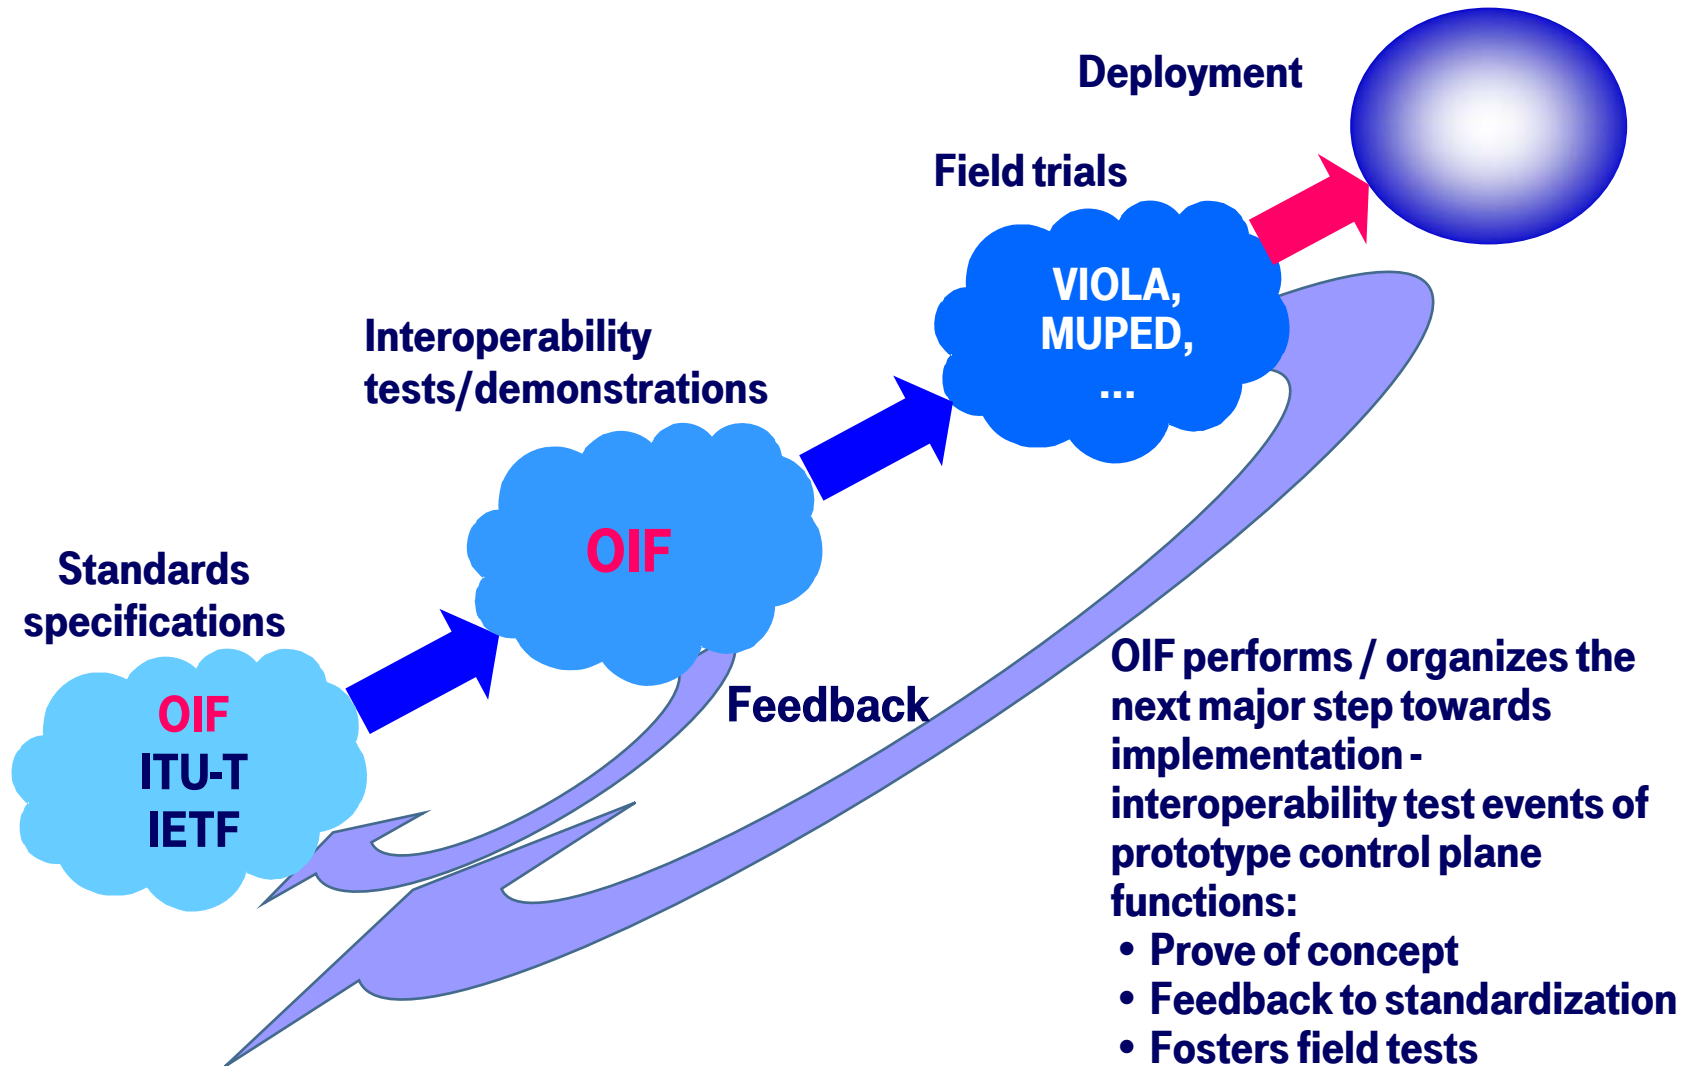 Deployment
Field trials
VIOLA,
MUPED,
...
Interoperability
tests/demonstrations
OIF
Standards
specifications
OIF
ITU-T
IETF
Feedback
OIF performs / organizes the
next major step towards
implementation -
interoperability test events of
prototype control plane
functions:
• Prove of concept
• Feedback to standardization
• Fosters field tests